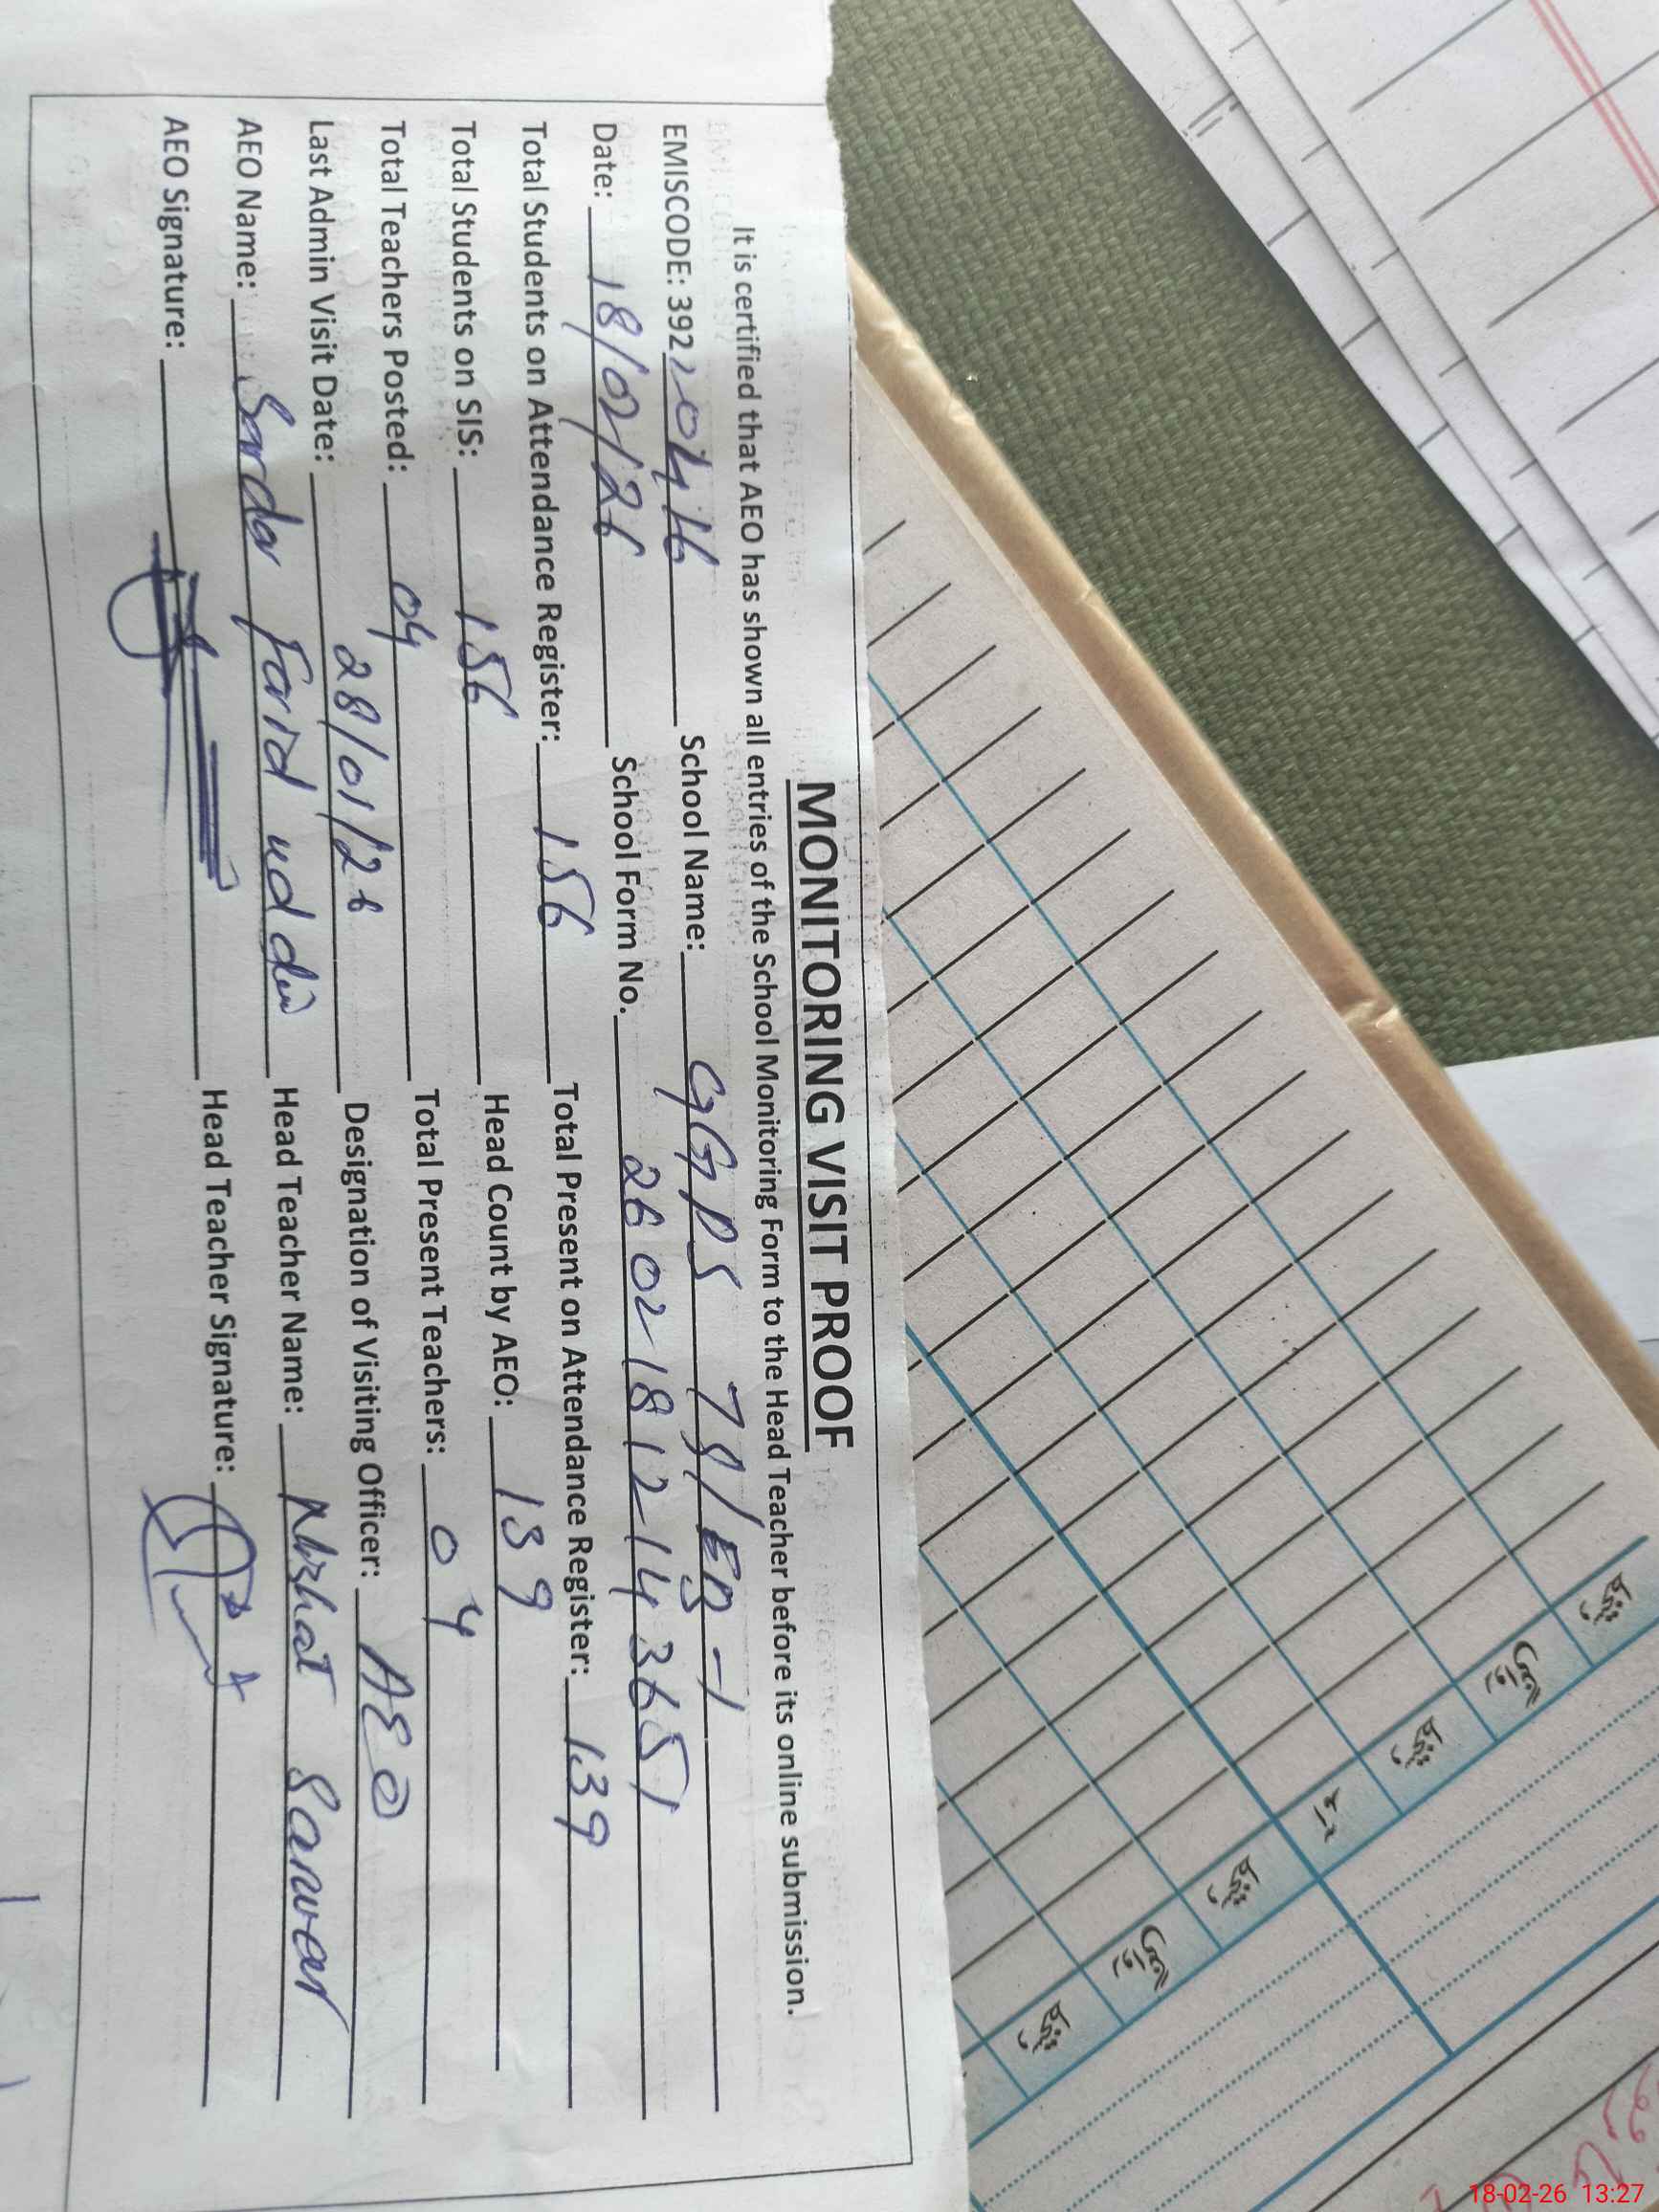 MONITORING VISIT PROOF
It is certified that AEO has shown all entries of the School Monitoring Form to the Head Teacher before its online submission.
EMISCODE: 39220416 School Name: GGPS 78/EB-1
Date: 18/02/26 School Form No. 26021812143651
Total Students on Attendance Register: 156 Total Present on Attendance Register: 139
Total Students on SIS: 156 Head Count by AEO: 139
Total Teachers Posted: 04 Total Present Teachers: 04
Last Admin Visit Date: 28/01/26 Designation of Visiting Officer: AEO
AEO Name: Sardar Farid ud din Head Teacher Name: Nishat Sarwar
AEO Signature: Head Teacher Signature:
18-02-26 13:27